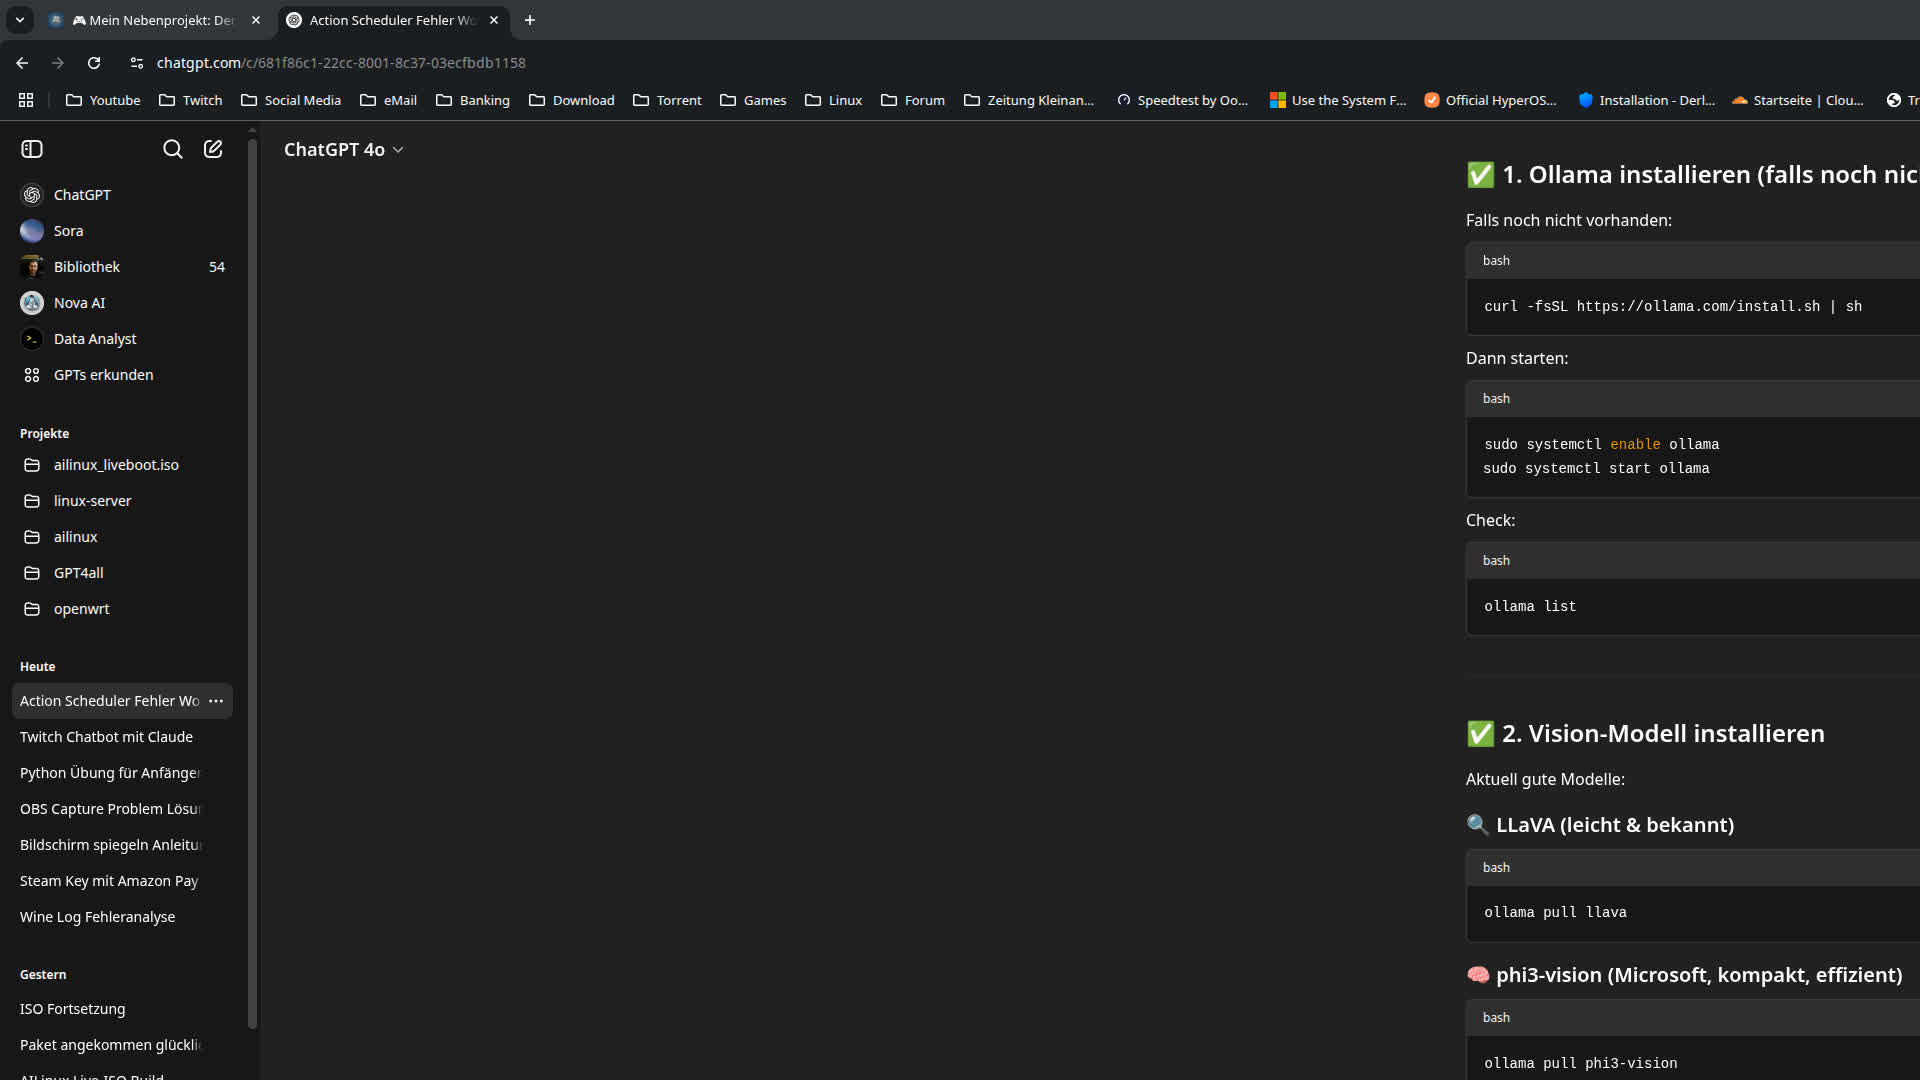 Mein Nebenprojekt: Der
Action Scheduler Fehler Wo
chatgpt.com/c/681f86c1-22cc-8001-8c37-03ecfbdb1158
Youtube
Twitch
Social Media
eMail
Banking
Download
Torrent
Games
Linux
Forum
Zeitung Kleinan...
Speedtest by Oo...
Use the System F...
Official HyperOS...
Installation - Derl...
Startseite | Clou...
Tr
ChatGPT 4o
ChatGPT
Sora
Bibliothek 54
Nova AI
Data Analyst
GPTs erkunden
Projekte
ailinux_liveboot.iso
linux-server
ailinux
GPT4all
openwrt
Heute
Action Scheduler Fehler Wo
Twitch Chatbot mit Claude
Python Übung für Anfänger
OBS Capture Problem Lösu
Bildschirm spiegeln Anleitu
Steam Key mit Amazon Pay
Wine Log Fehleranalyse
Gestern
ISO Fortsetzung
Paket angekommen glückli
AILinux Live ISO Build
✅ 1. Ollama installieren (falls noch nic
Falls noch nicht vorhanden:
bash
curl -fsSL https://ollama.com/install.sh | sh
Dann starten:
bash
sudo systemctl enable ollama
sudo systemctl start ollama
Check:
bash
ollama list
✅ 2. Vision-Modell installieren
Aktuell gute Modelle:
🔍 LLaVA (leicht & bekannt)
bash
ollama pull llava
🧠 phi3-vision (Microsoft, kompakt, effizient)
bash
ollama pull phi3-vision